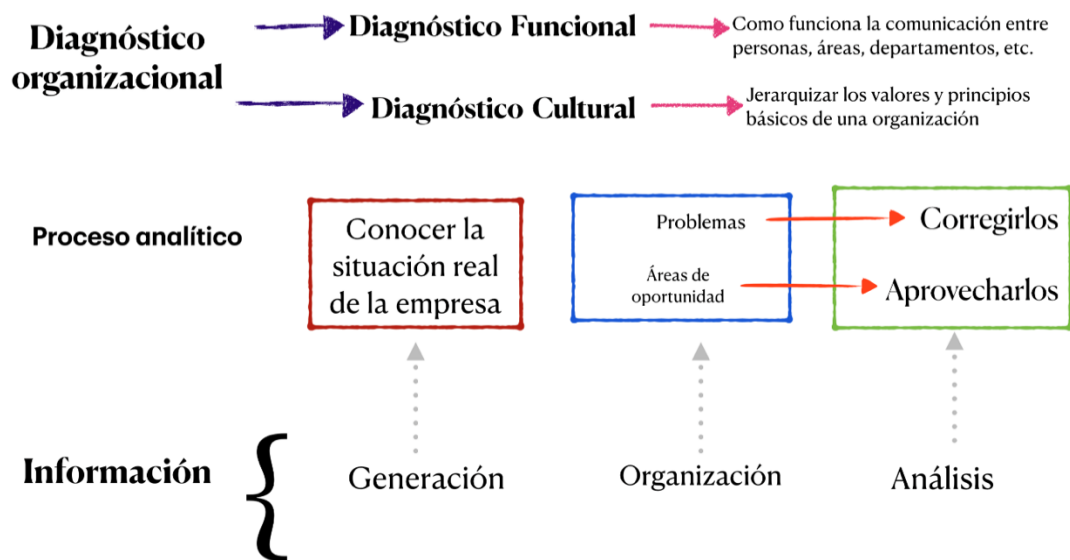 Diagnóstico
organizacional
Diagnóstico Funcional
Como funciona la comunicación entre
personas, áreas, departamentos, etc.
Diagnóstico Cultural
Jerarquizar los valores y principios
básicos de una organización
Proceso analítico
Conocer la
situación real
de la empresa
Problemas
Corregirlos
Áreas de
oportunidad
Aprovecharlos
Información
{
Generación
Organización
Análisis